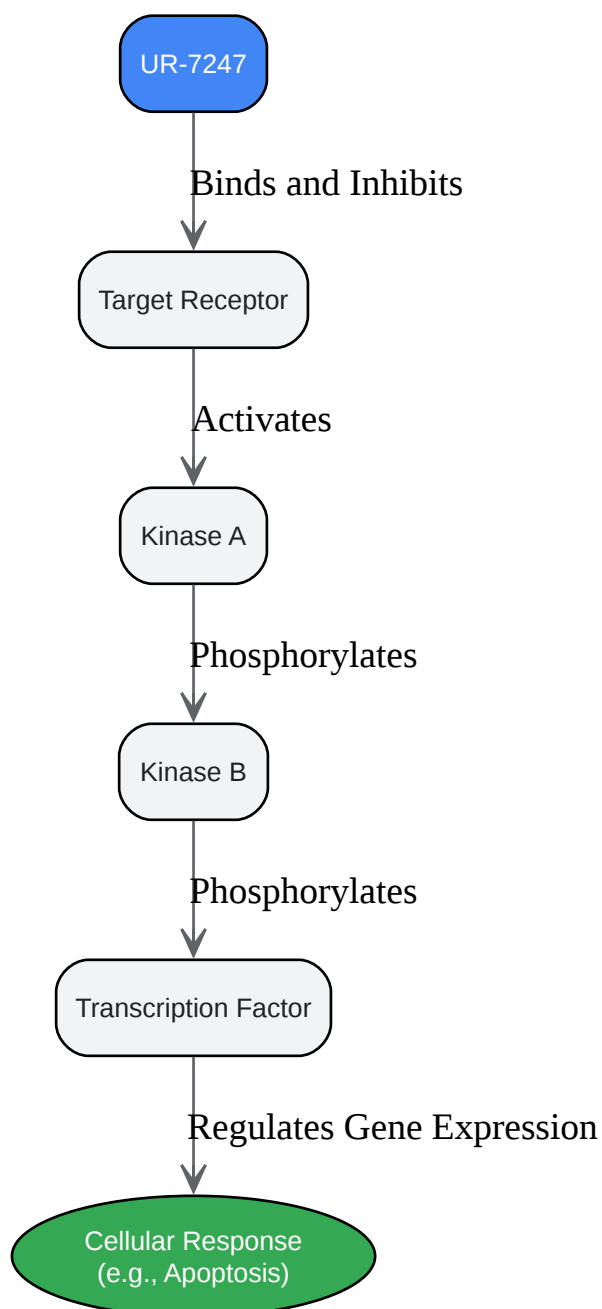 UR-7247
Binds and Inhibits
Target Receptor
Activates
Kinase A
Phosphorylates
Kinase B
Phosphorylates
Transcription Factor
Regulates Gene Expression
Cellular Response
(e.g., Apoptosis)